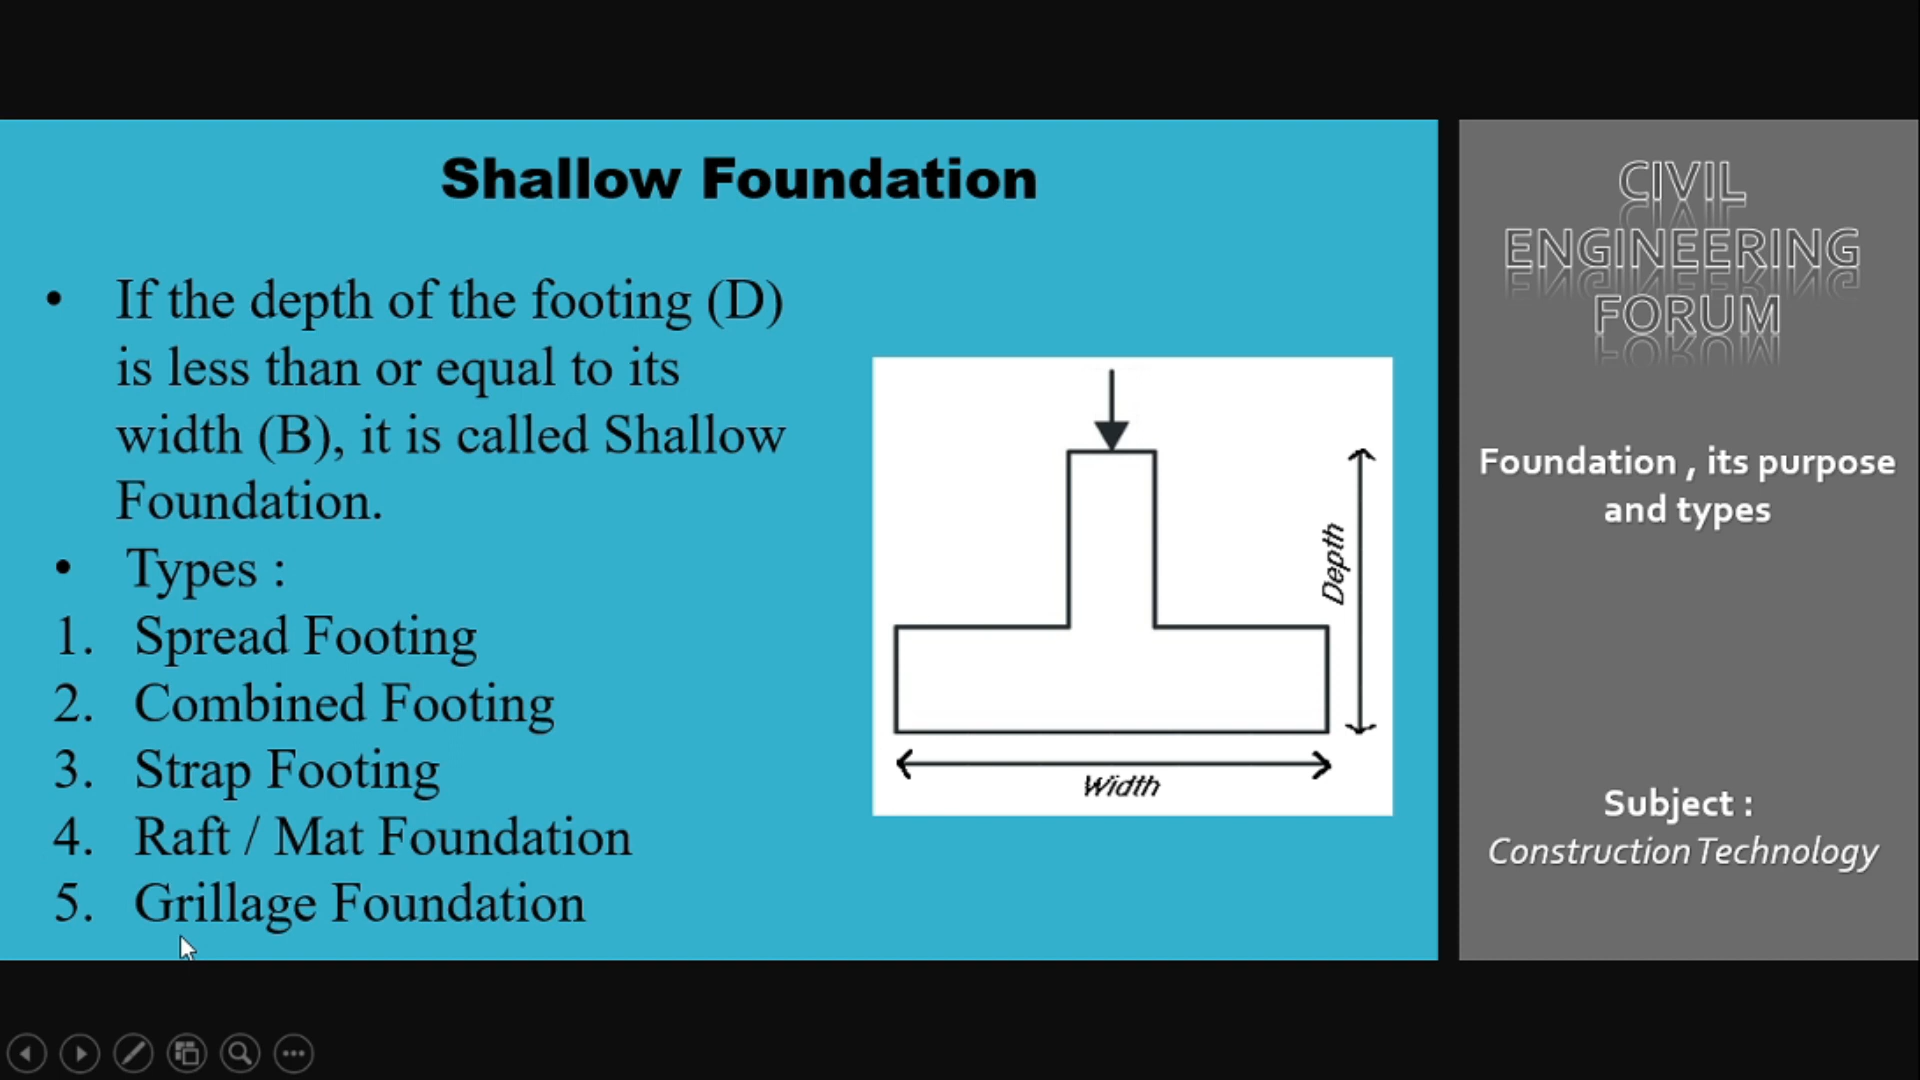 Shallow Foundation
• If the depth of the footing (D)
is less than or equal to its
width (B), it is called Shallow
Foundation.
• Types :
1. Spread Footing
2. Combined Footing
3. Strap Footing
4. Raft / Mat Foundation
5. Grillage Foundation
Depth
Width
CIVIL
ENGINEERING
FORUM
Foundation , its purpose
and types
Subject :
Construction Technology